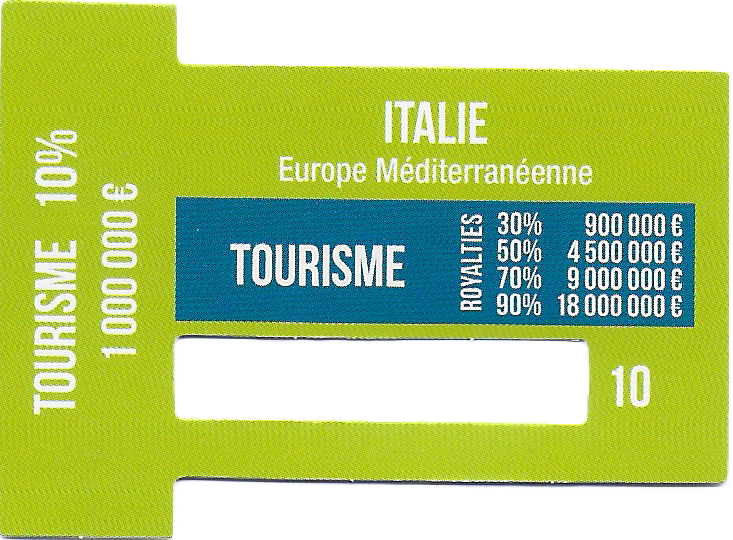 TOURISME 10%
1 000 000 €
ITALIE
Europe Méditerranéenne
TOURISME
ROYALTIES
30% 900 000 €
50% 4 500 000 €
70% 9 000 000 €
90% 18 000 000 €
10